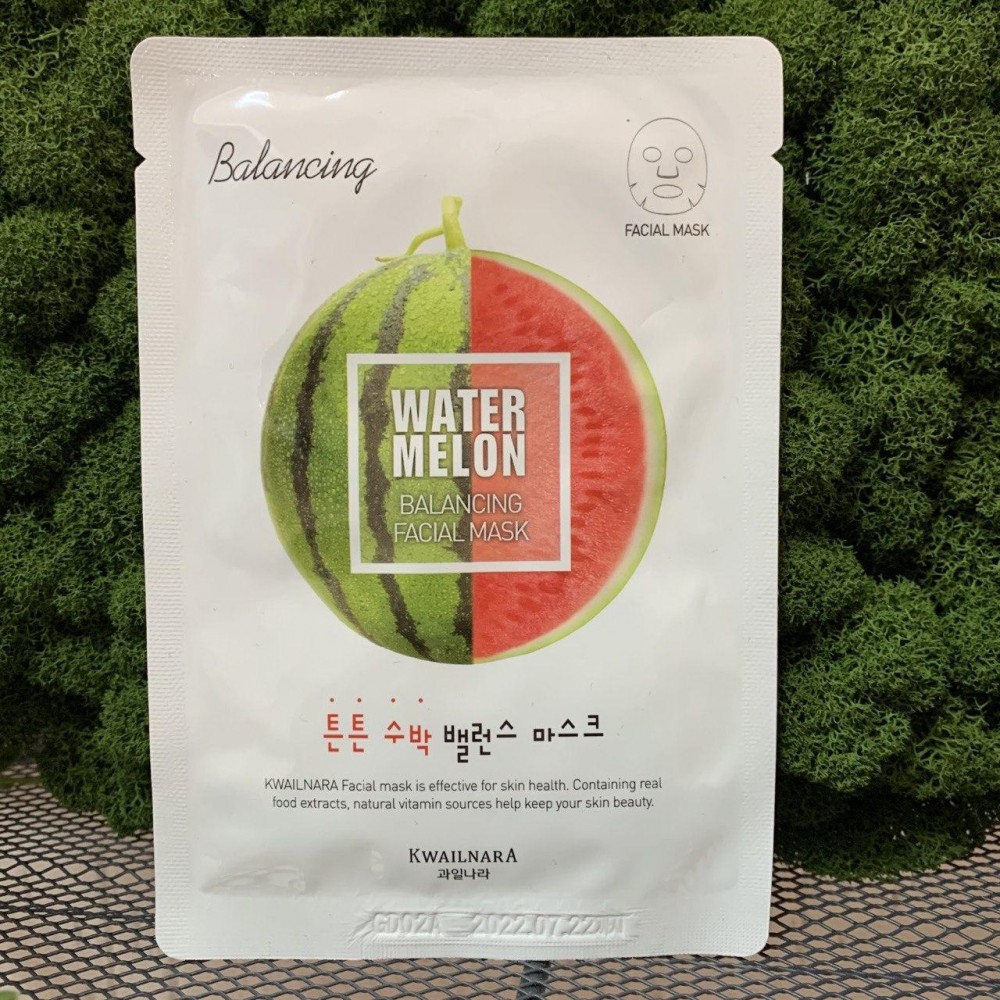 Balancing
FACIAL MASK
WATER
MELON
BALANCING
FACIAL MASK
튼튼 수박 밸런스 마스크
KWAILNARA Facial mask is effective for skin health. Containing real
food extracts, natural vitamin sources help keep your skin beauty.
KWAILNARA
과일나라
GD02A 2022.07.22